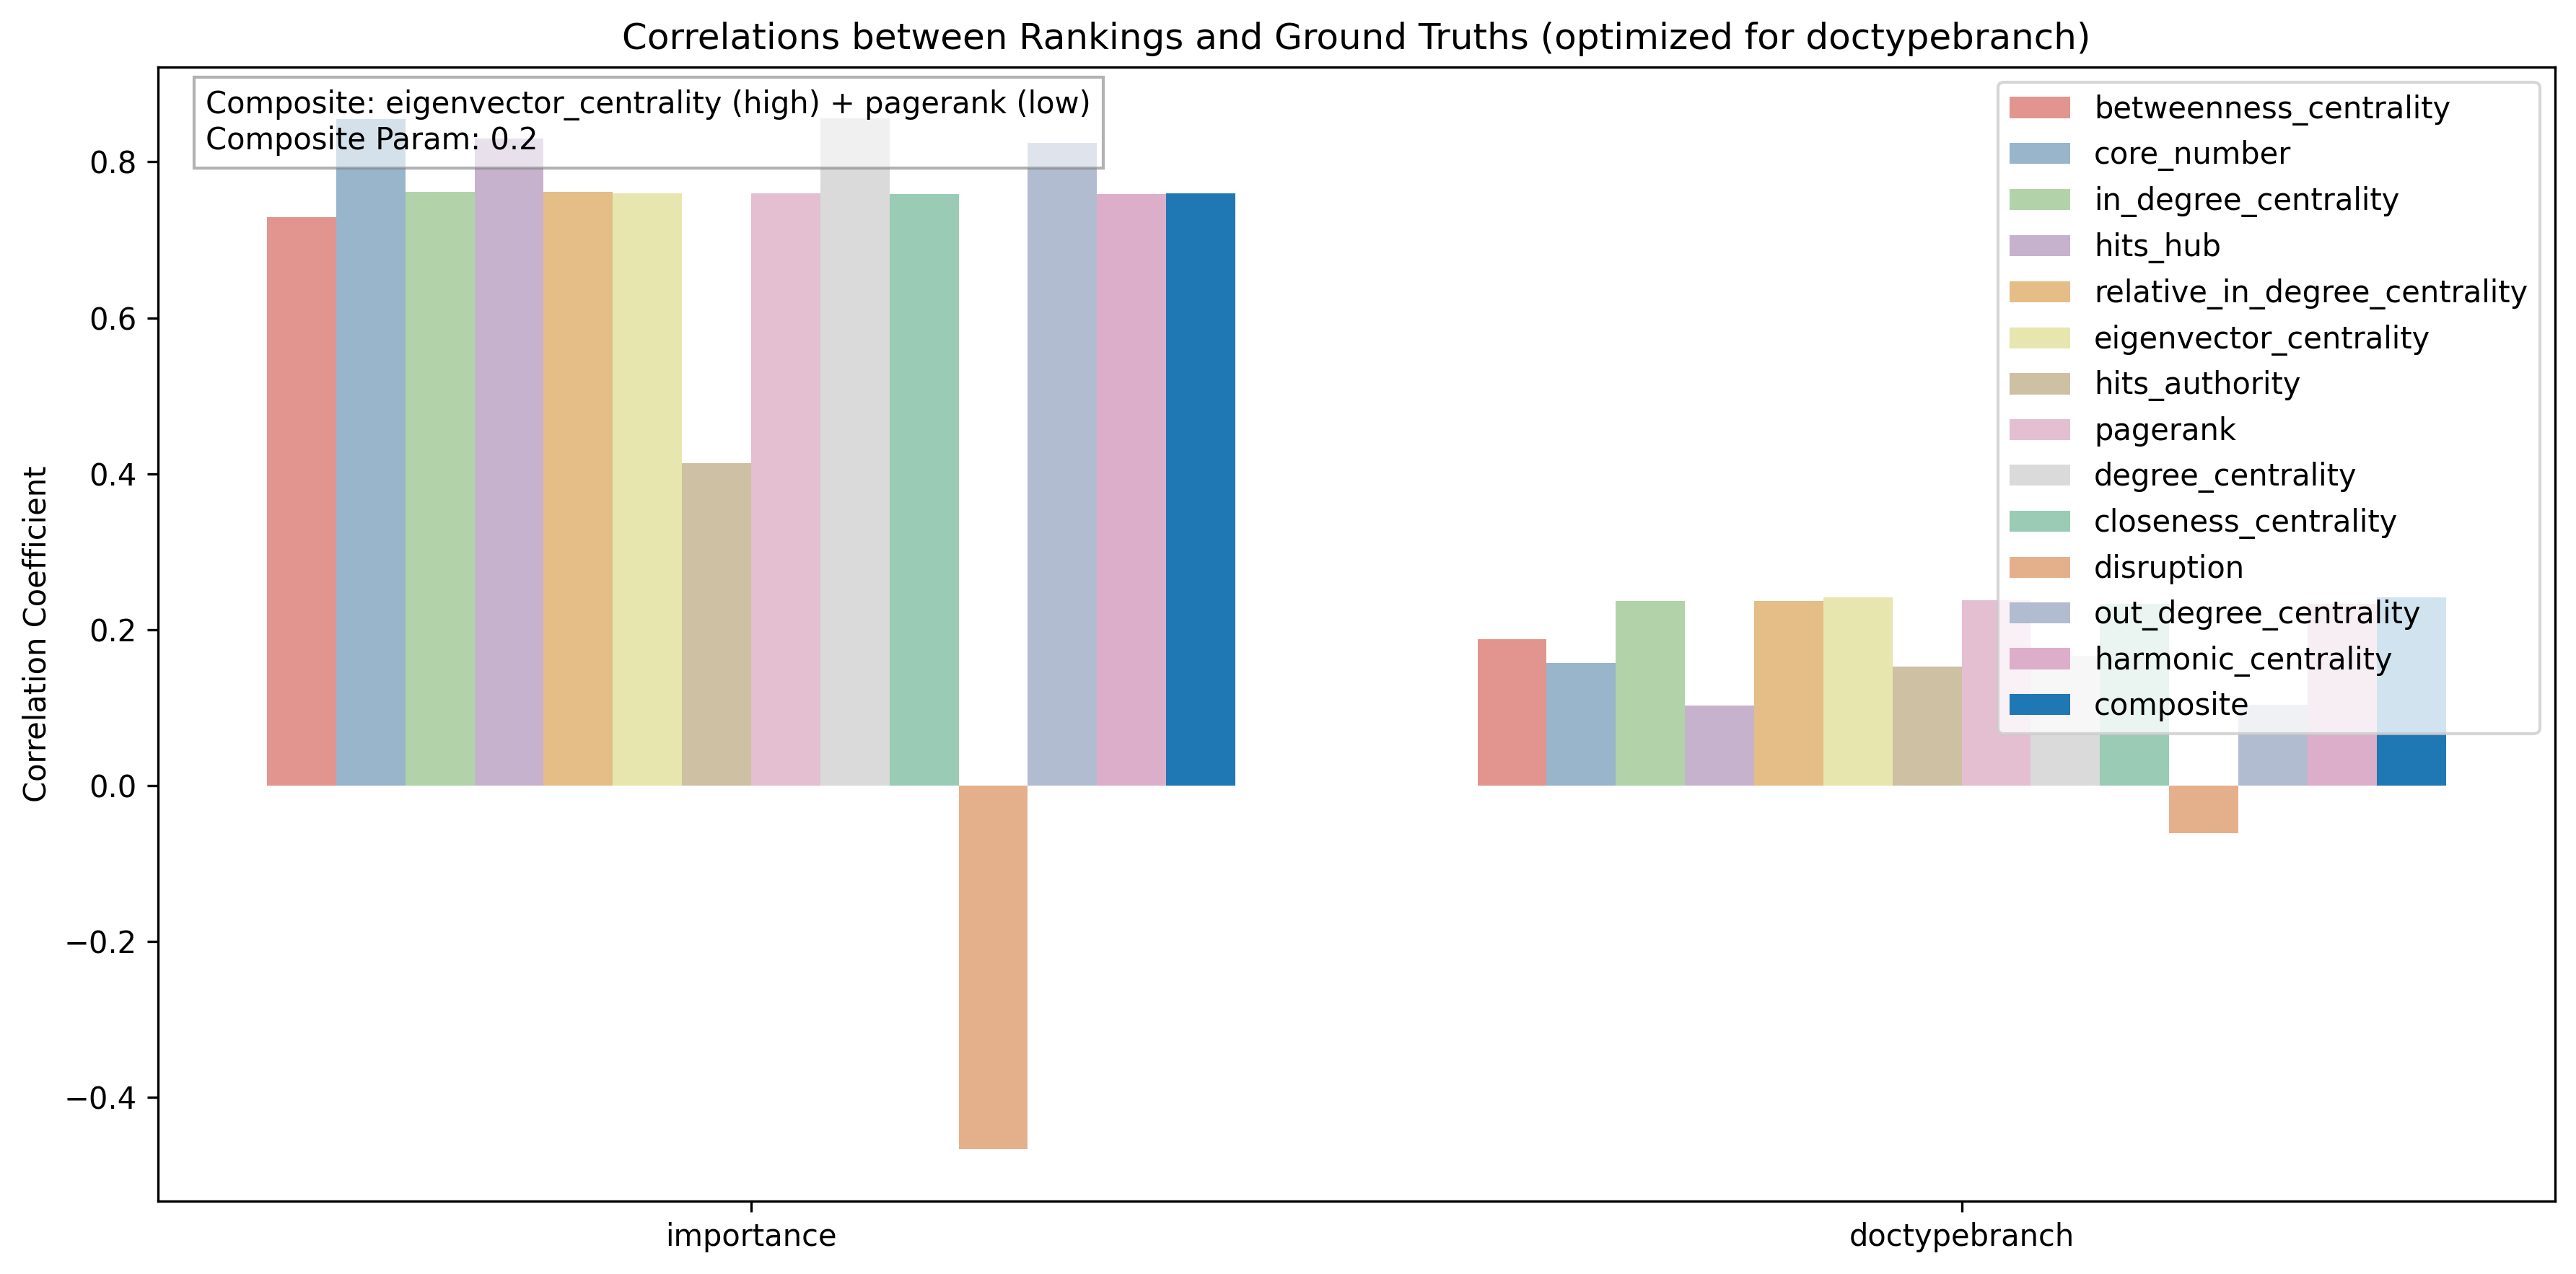 Correlations between Rankings and Ground Truths (optimized for doctypebranch)
Composite: eigenvector_centrality (high) + pagerank (low)
Composite Param: 0.2
betweenness_centrality
core_number
in_degree_centrality
hits_hub
relative_in_degree_centrality
eigenvector_centrality
hits_authority
pagerank
degree_centrality
closeness_centrality
disruption
out_degree_centrality
harmonic_centrality
composite
Correlation Coefficient
0.8
0.6
0.4
0.2
0.0
−0.2
−0.4
importance
doctypebranch